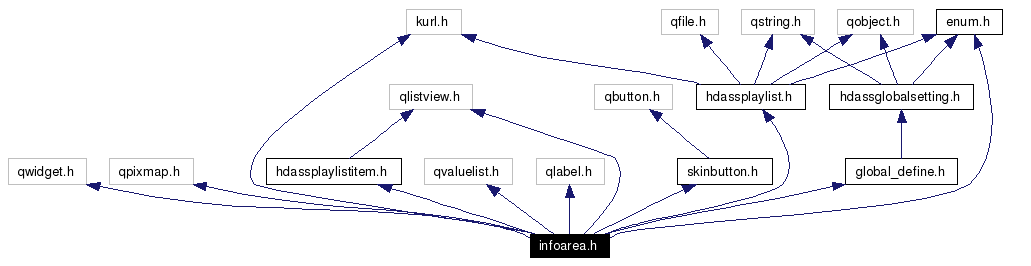 kurl.h
qfile.h
qstring.h
qobject.h
enum.h
qlistview.h
qbutton.h
hdassplaylist.h
hdassglobalsetting.h
qwidget.h
qpixmap.h
hdassplaylistitem.h
qvaluelist.h
qlabel.h
skinbutton.h
global_define.h
infoarea.h